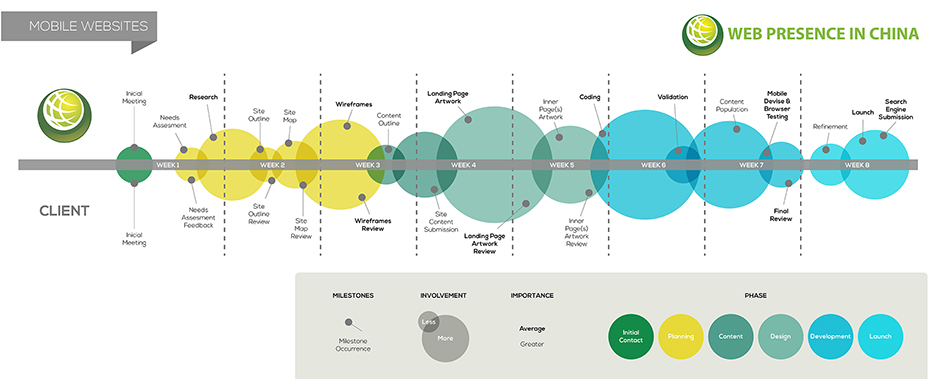 MOBILE WEBSITES
WEB PRESENCE IN CHINA
Inicial
Meeting
Needs
Assesment
Research
Site
Outline
Site
Map
Wireframes
Content
Outline
Landing Page
Artwork
Inner
Page(s)
Artwork
Coding
Validation
Content
Population
Mobile
Devise &
Browser
Testing
Refinement
Launch
Search
Engine
Submission
WEEK 1
WEEK 2
WEEK 3
WEEK 4
WEEK 5
WEEK 6
WEEK 7
WEEK 8
CLIENT
Inicial
Meeting
Needs
Assesment
Feedback
Site
Outline
Review
Site
Map
Review
Wireframes
Review
Site
Content
Submission
Landing Page
Artwork
Review
Inner
Page(s)
Artwork
Review
Final
Review
MILESTONES
INVOLVEMENT
IMPORTANCE
PHASE
Milestone
Occurrence
Less
More
Average
Greater
Initial
Contact
Planning
Content
Design
Development
Launch